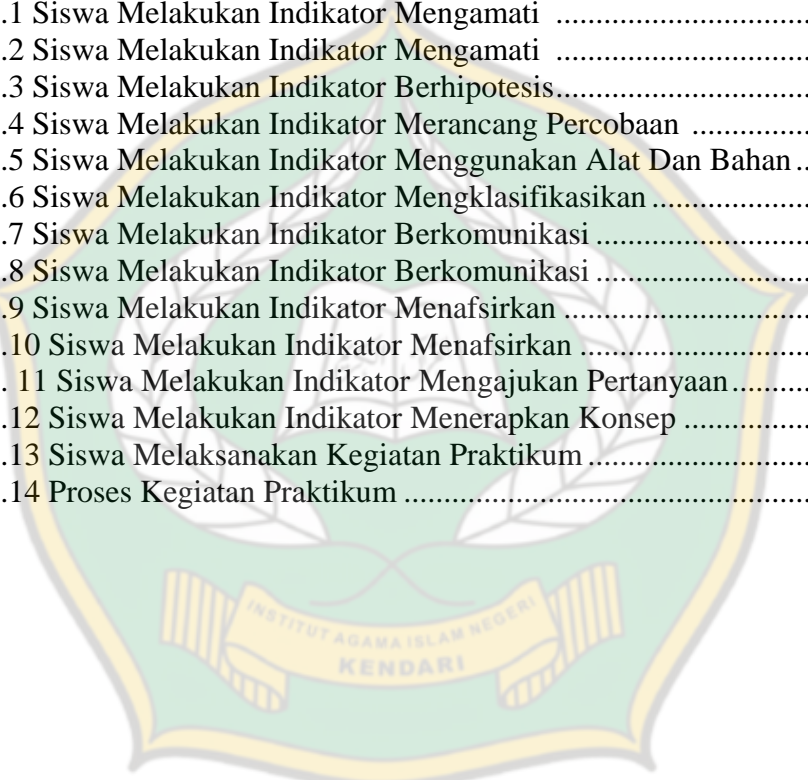 .1 Siswa Melakukan Indikator Mengamati ................................
.2 Siswa Melakukan Indikator Mengamati ................................
.3 Siswa Melakukan Indikator Berhipotesis................................
.4 Siswa Melakukan Indikator Merancang Percobaan ...............
.5 Siswa Melakukan Indikator Menggunakan Alat Dan Bahan ..
.6 Siswa Melakukan Indikator Mengklasifikasikan ....................
.7 Siswa Melakukan Indikator Berkomunikasi ...........................
.8 Siswa Melakukan Indikator Berkomunikasi ...........................
.9 Siswa Melakukan Indikator Menafsirkan ...............................
.10 Siswa Melakukan Indikator Menafsirkan .............................
. 11 Siswa Melakukan Indikator Mengajukan Pertanyaan..........
.12 Siswa Melakukan Indikator Menerapkan Konsep ................
.13 Siswa Melaksanakan Kegiatan Praktikum ............................
.14 Proses Kegiatan Praktikum ...................................................
INSTITUT AGAMA ISLAM NEGERI
KENDARI